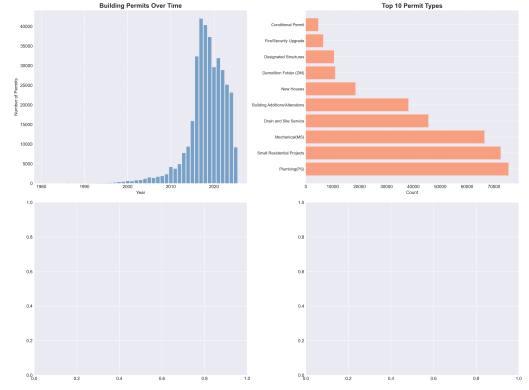 Building Permits Over Time
Number of Permits
40000
35000
30000
25000
20000
15000
10000
5000
0
1980 1990 2000 2010 2020
Year
Top 10 Permit Types
Conditional Permit
Fire/Security Upgrade
Designated Structures
Demolition Folder (DM)
New Houses
Building Additions/Alterations
Drain and Site Service
Mechanical(MS)
Small Residential Projects
Plumbing(PS)
0 10000 20000 30000 40000 50000 60000 70000
Count
1.0
0.8
0.6
0.4
0.2
0.0
0.0 0.2 0.4 0.6 0.8 1.0
1.0
0.8
0.6
0.4
0.2
0.0
0.0 0.2 0.4 0.6 0.8 1.0